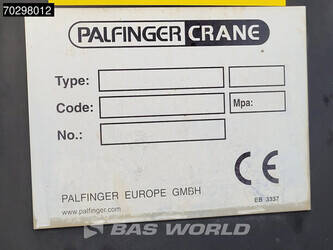 70298012
PALFINGER CRANE
Type:
Code:
Mpa:
No.:
CE
PALFINGER EUROPE GMBH
www.palfinger.com
EB 3337
BAS WORLD